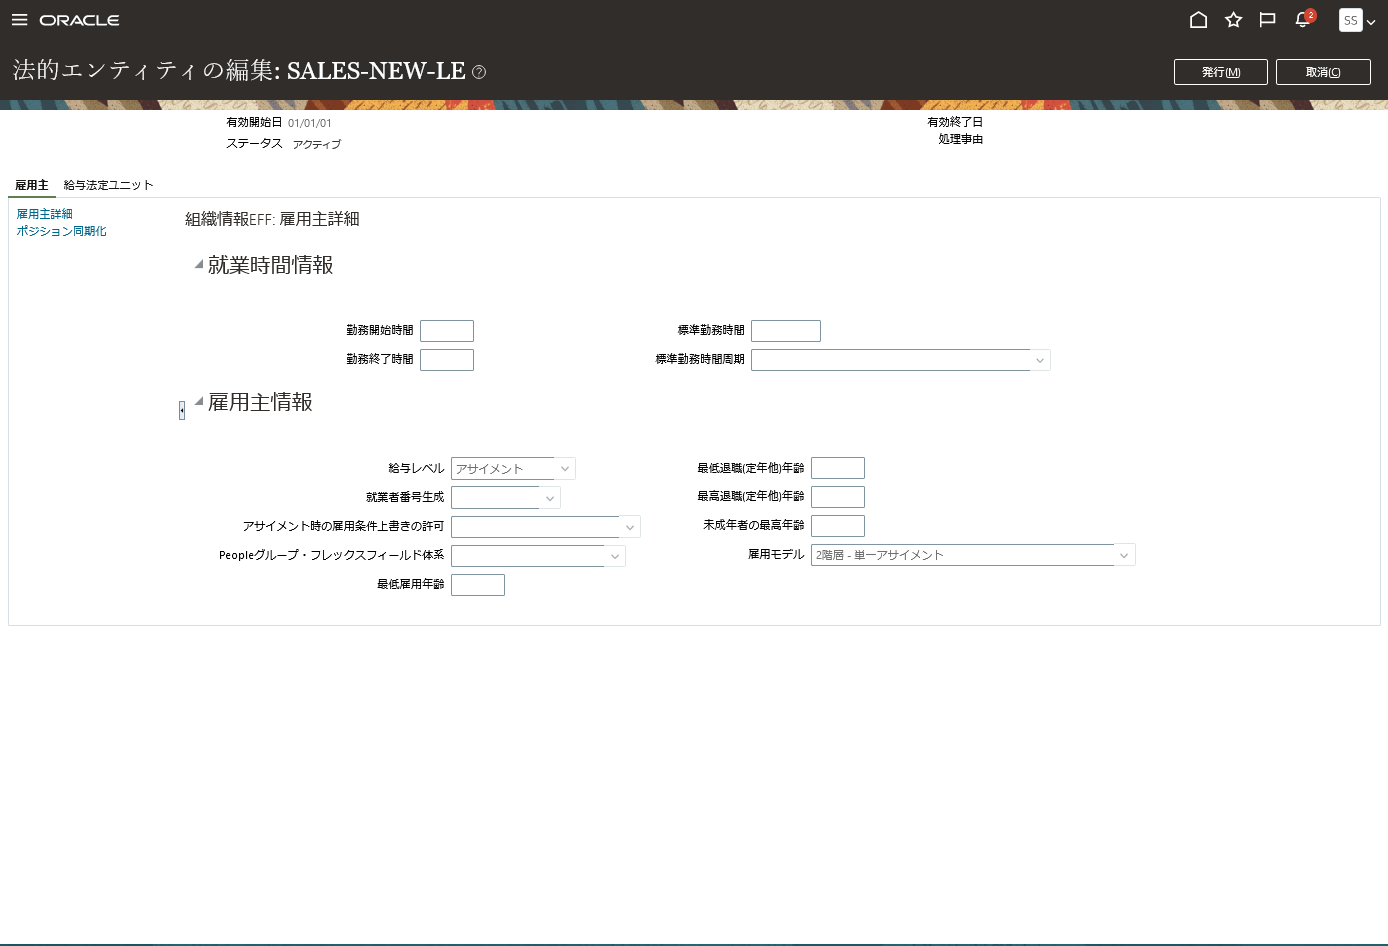 ORACLE
2
SS
法的エンティティの編集: SALES-NEW-LE ?
発行(M)
取消(C)
有効開始日 01/01/01
有効終了日
ステータス アクティブ
処理事由
雇用主 給与法定ユニット
雇用主詳細
ポジション同期化
組織情報EFF: 雇用主詳細
就業時間情報
勤務開始時間
標準勤務時間
勤務終了時間
標準勤務時間周期
雇用主情報
給与レベル アサイメント
最低退職(定年他)年齢
就業者番号生成
最高退職(定年他)年齢
アサイメント時の雇用条件上書きの許可
未成年者の最高年齢
Peopleグループ・フレックスフィールド体系
雇用モデル 2階層 - 単一アサイメント
最低雇用年齢